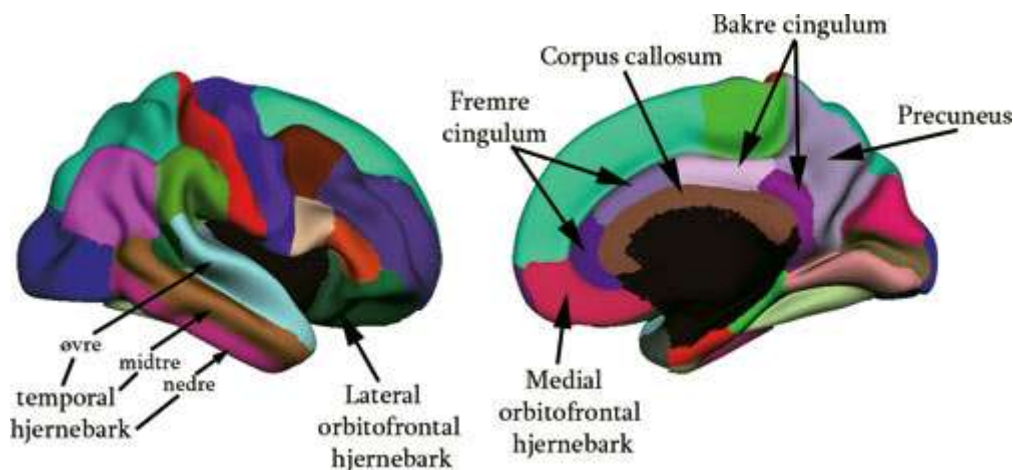 Bakre cingulum
Corpus callosum
Fremre
cingulum
Precuneus
øvre
midtre
nedre
temporal
hjernebark
Lateral
orbitofrontal
hjernebark
Medial
orbitofrontal
hjernebark